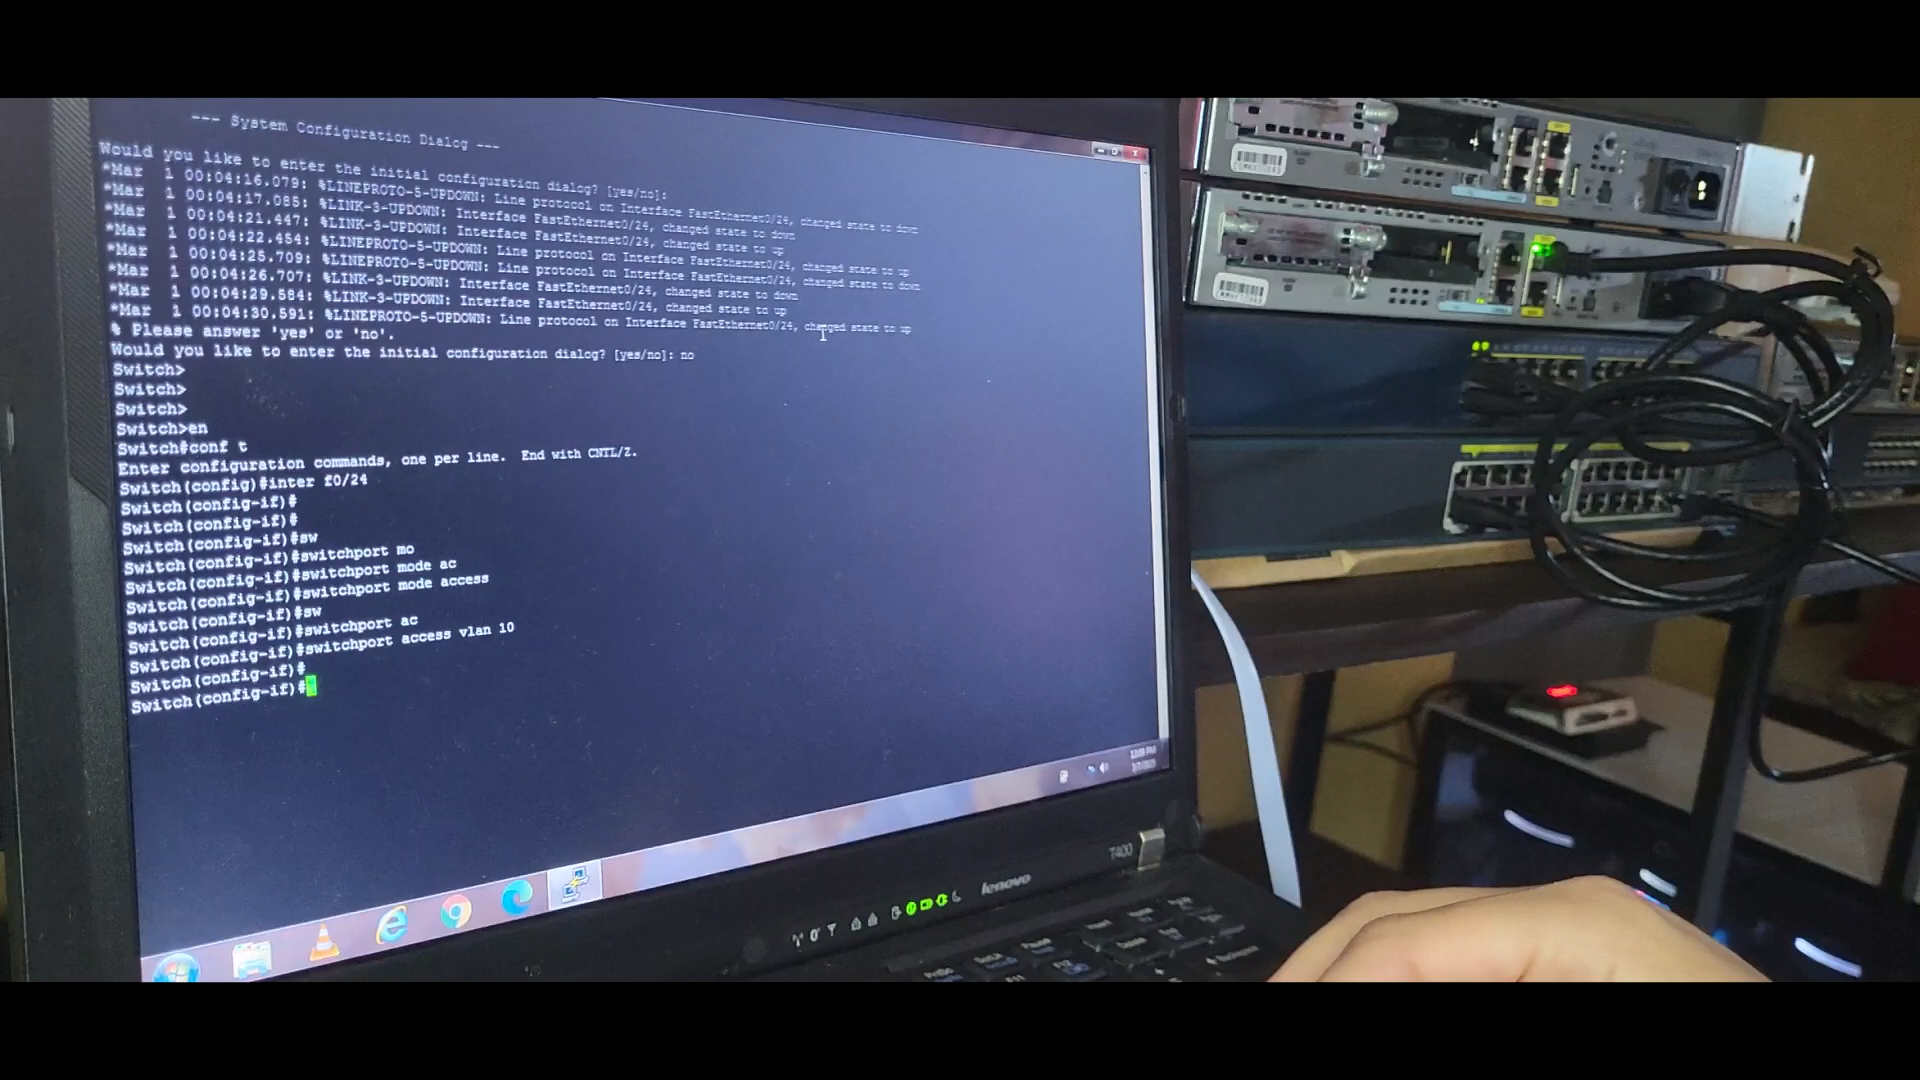 --- System Configuration Dialog ---
Would you like to enter the initial configuration dialog? [yes/no]:
*Mar  1 00:04:16.079: %LINEPROTO-5-UPDOWN: Line protocol on Interface FastEthernet0/24, changed state to down
*Mar  1 00:04:17.085: %LINK-3-UPDOWN: Interface FastEthernet0/24, changed state to down
*Mar  1 00:04:21.447: %LINK-3-UPDOWN: Interface FastEthernet0/24, changed state to up
*Mar  1 00:04:22.454: %LINEPROTO-5-UPDOWN: Line protocol on Interface FastEthernet0/24, changed state to up
*Mar  1 00:04:25.709: %LINEPROTO-5-UPDOWN: Line protocol on Interface FastEthernet0/24, changed state to down
*Mar  1 00:04:26.707: %LINK-3-UPDOWN: Interface FastEthernet0/24, changed state to down
*Mar  1 00:04:29.584: %LINK-3-UPDOWN: Interface FastEthernet0/24, changed state to up
*Mar  1 00:04:30.591: %LINEPROTO-5-UPDOWN: Line protocol on Interface FastEthernet0/24, changed state to up
% Please answer 'yes' or 'no'.
Would you like to enter the initial configuration dialog? [yes/no]: no
Switch>
Switch>
Switch>
Switch>en
Switch#conf t
Enter configuration commands, one per line.  End with CNTL/Z.
Switch(config)#inter f0/24
Switch(config-if)#
Switch(config-if)#
Switch(config-if)#sw
Switch(config-if)#switchport mo
Switch(config-if)#switchport mode ac
Switch(config-if)#switchport mode access
Switch(config-if)#sw
Switch(config-if)#switchport ac
Switch(config-if)#switchport access vlan 10
Switch(config-if)#
Switch(config-if)#
T400
lenovo